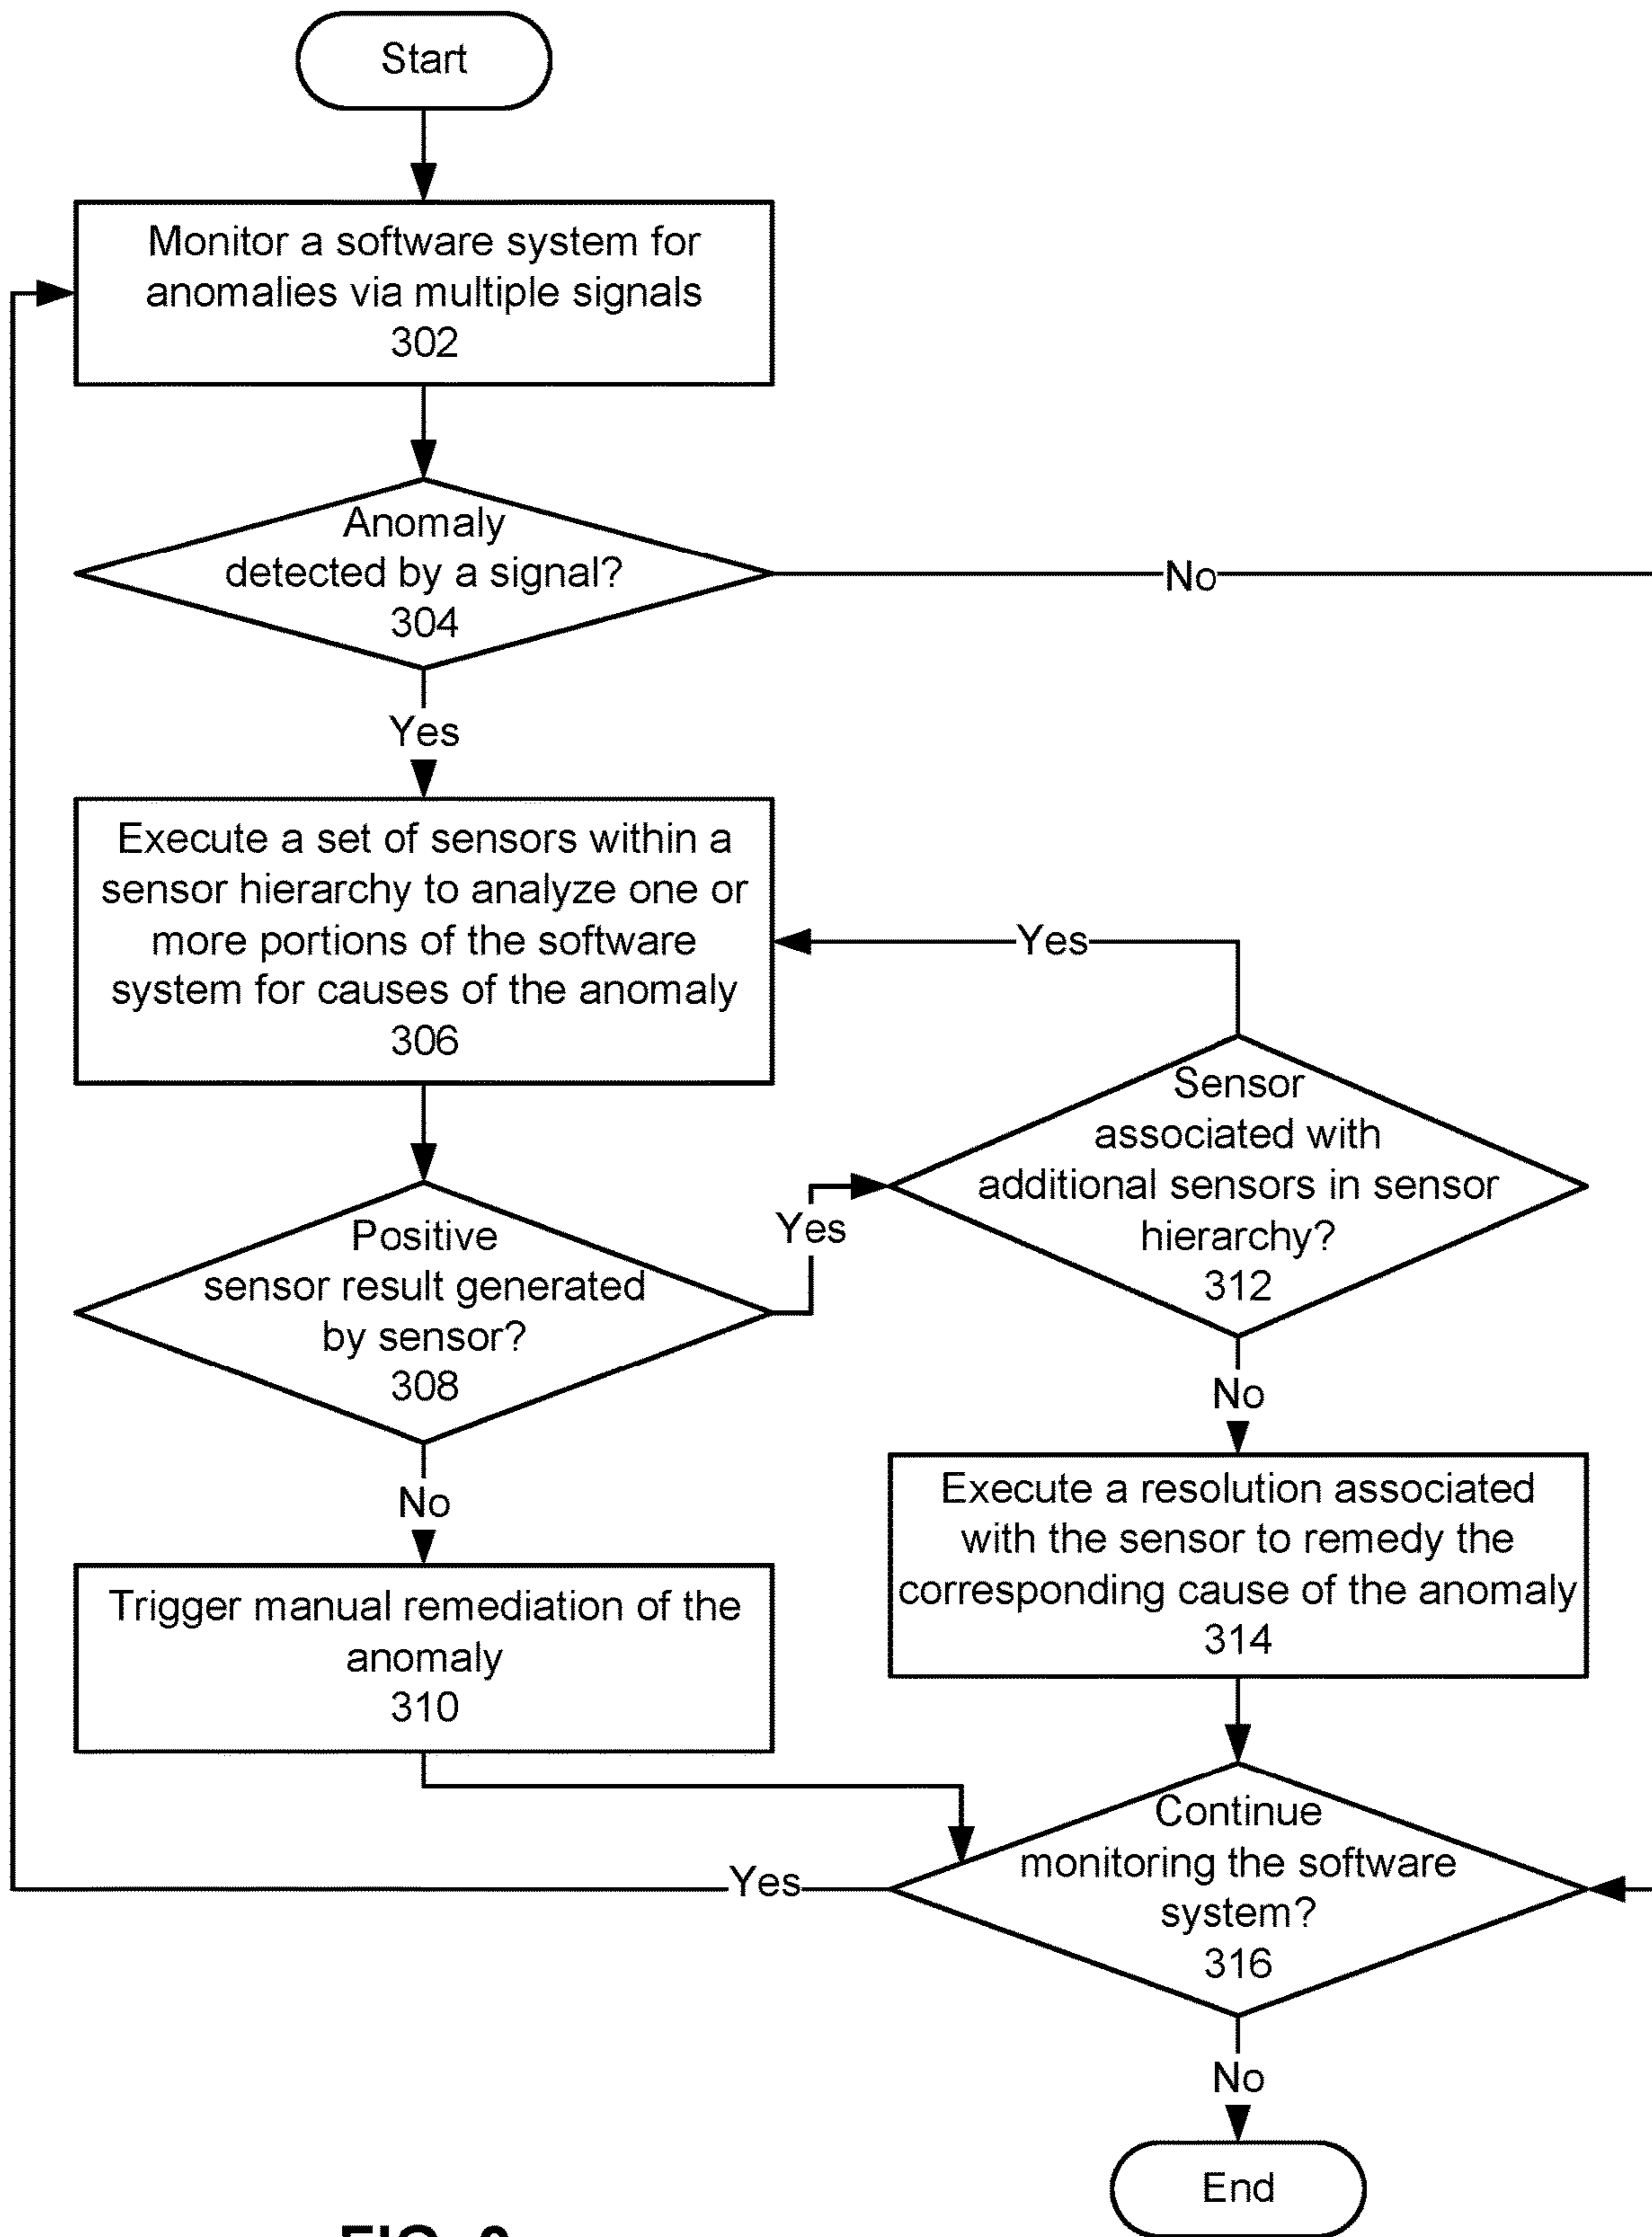 Start
Monitor a software system for
anomalies via multiple signals
302
Anomaly
detected by a signal?
304
No
Yes
Execute a set of sensors within a
sensor hierarchy to analyze one or
more portions of the software
system for causes of the anomaly
306
Yes
Sensor
associated with
additional sensors in sensor
hierarchy?
312
Positive
sensor result generated
by sensor?
308
Yes
No
No
Execute a resolution associated
with the sensor to remedy the
corresponding cause of the anomaly
314
Trigger manual remediation of the
anomaly
310
Continue
monitoring the software
system?
316
Yes
No
End
FIG.